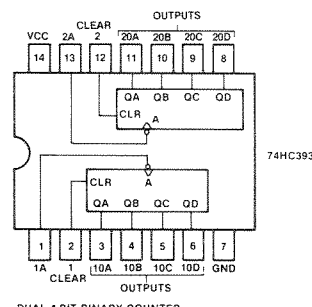 OUTPUTS
CLEAR
VCC 2A 2 2QA 2QB 2QC 2QD
14 13 12 11 10 9 8
QA QB QC QD
CLR A
74HC393
CLR A
QA QB QC QD
1 2 3 4 5 6 7
1A 1 1QA 1QB 1QC 1QD GND
CLEAR
OUTPUTS
DUAL 4-BIT BINARY COUNTER